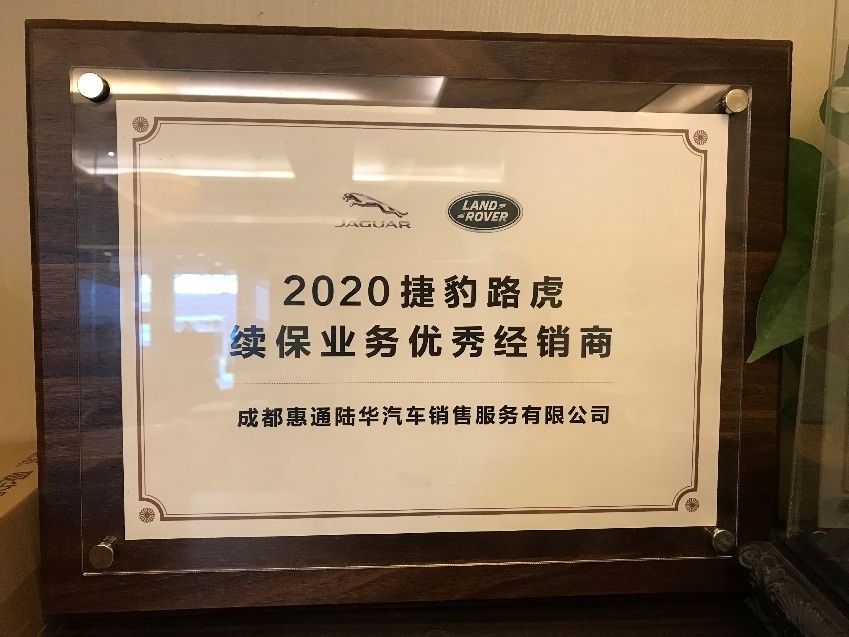 JAGUAR
LAND
ROVER
2020捷豹路虎
续保业务优秀经销商
成都惠通陆华汽车销售服务有限公司